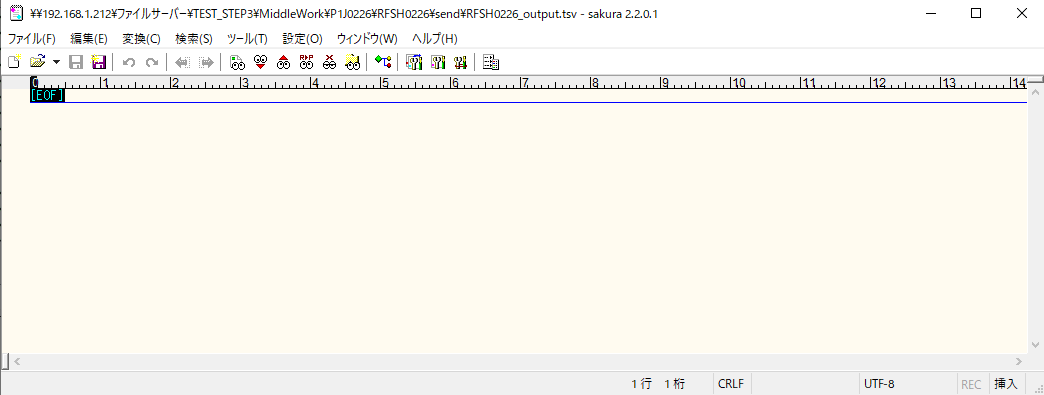 ¥¥192.168.1.212¥ファイルサーバー¥TEST_STEP3¥MiddleWork¥P1J0226¥RFSH0226¥send¥RFSH0226_output.tsv - sakura 2.2.0.1
ファイル(F) 編集(E) 変換(C) 検索(S) ツール(T) 設定(O) ウィンドウ(W) ヘルプ(H)
0 1 2 3 4 5 6 7 8 9 10 11 12 13 14
[EOF]
1 行 1 桁 CRLF UTF-8 REC 挿入